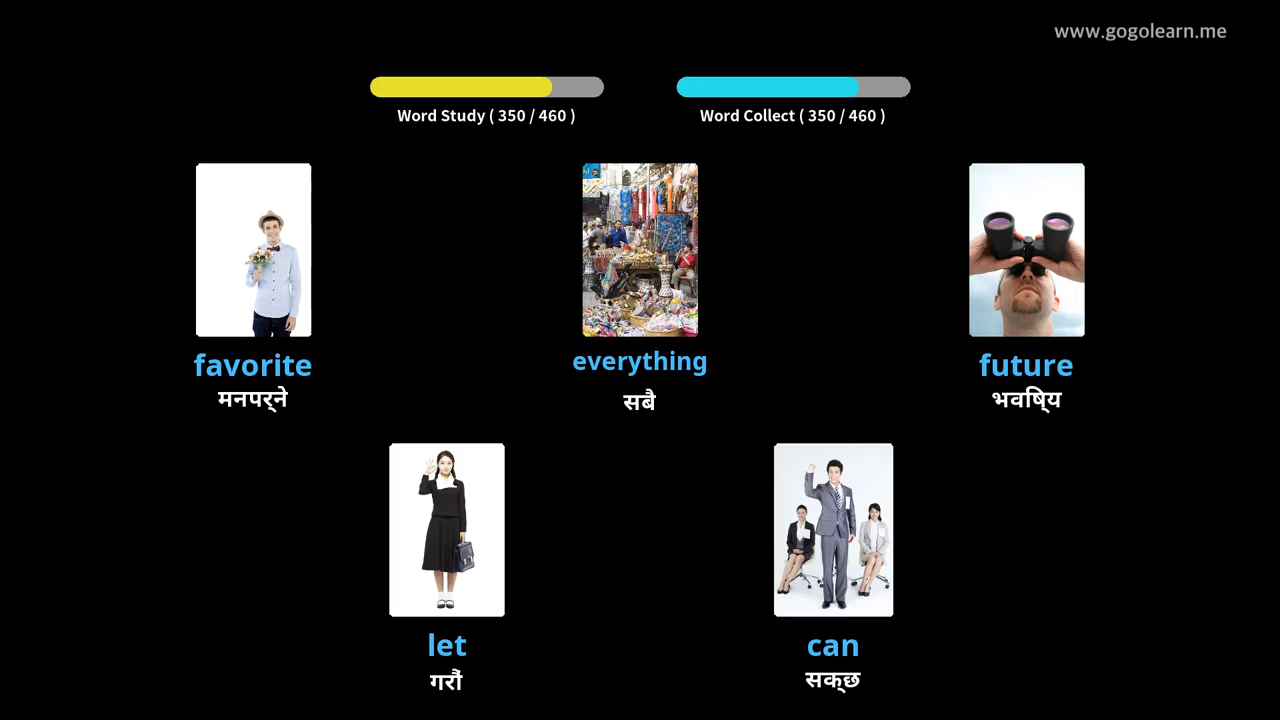 www.gogolearn.me
Word Study ( 350 / 460 )
Word Collect ( 350 / 460 )
favorite
मनपर्ने
everything
सबै
future
भविष्य
let
गरौं
can
सक्छ